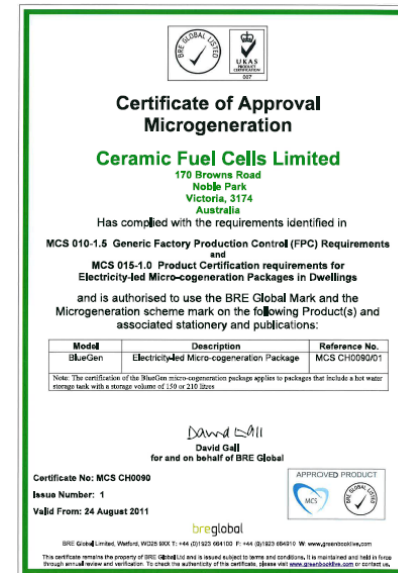 BRE GLOBAL LISTED
UKAS
PRODUCT
CERTIFICATION
007
Certificate of Approval
Microgeneration
Ceramic Fuel Cells Limited
170 Browns Road
Noble Park
Victoria, 3174
Australia
Has complied with the requirements identified in
MCS 010-1.5 Generic Factory Production Control (FPC) Requirements
and
MCS 015-1.0 Product Certification requirements for
Electricity-led Micro-cogeneration Packages in Dwellings
and is authorised to use the BRE Global Mark and the
Microgeneration scheme mark on the following Product(s) and
associated stationery and publications:
Model Description Reference No.
BlueGen Electricity-led Micro-cogeneration Package MCS CH0090/01
Note: The certification of the BlueGen micro-cogeneration package applies to packages that include a hot water
storage tank with a storage volume of 150 or 210 litres
David Gall
David Gall
for and on behalf of BRE Global
Certificate No: MCS CH0090
Issue Number: 1
Valid From: 24 August 2011
APPROVED PRODUCT
MCS
BRE GLOBAL LISTED
breglobal
BRE Global Limited, Watford, WD25 9XX T: +44 (0)1923 664100 F: +44 (0)1923 664910 W: www.greenbooklive.com
This certificate remains the property of BRE Global Ltd and is issued subject to terms and conditions. It is maintained and held in force
through annual review and verification. To check the authenticity of this certificate, please visit www.greenbooklive.com or contact us.